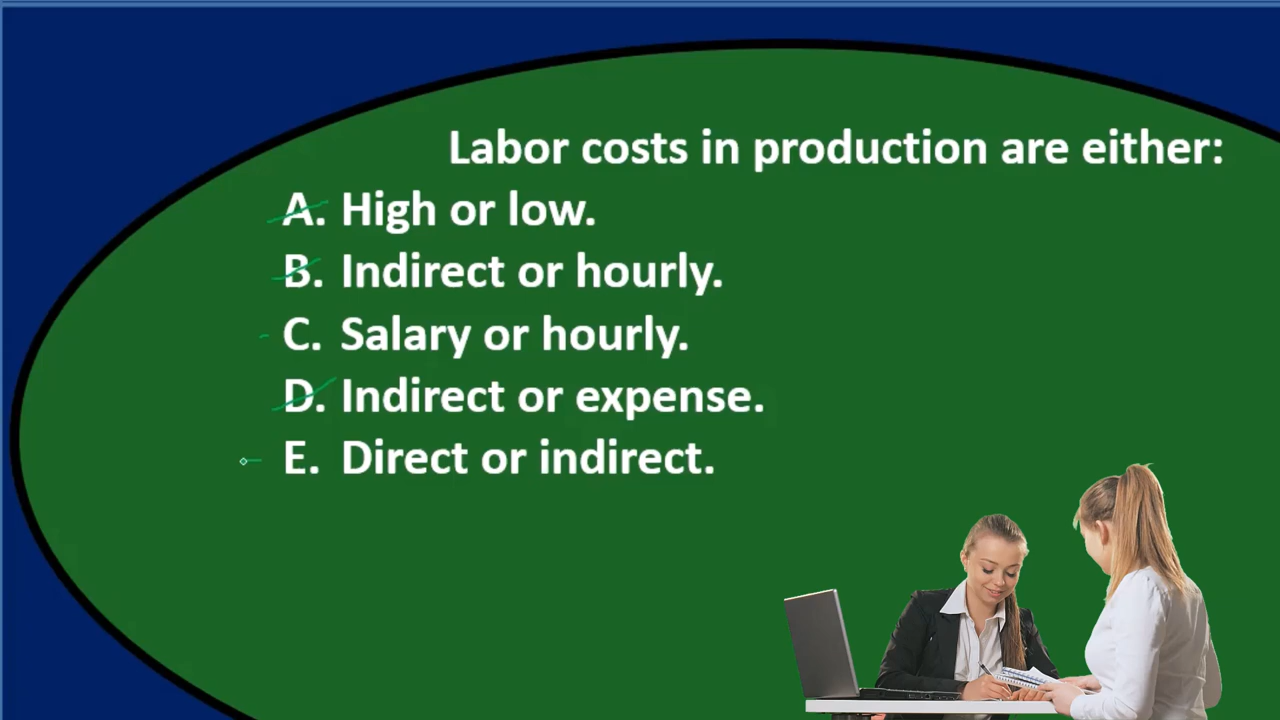 Labor costs in production are either:
A. High or low.
B. Indirect or hourly.
C. Salary or hourly.
D. Indirect or expense.
E. Direct or indirect.